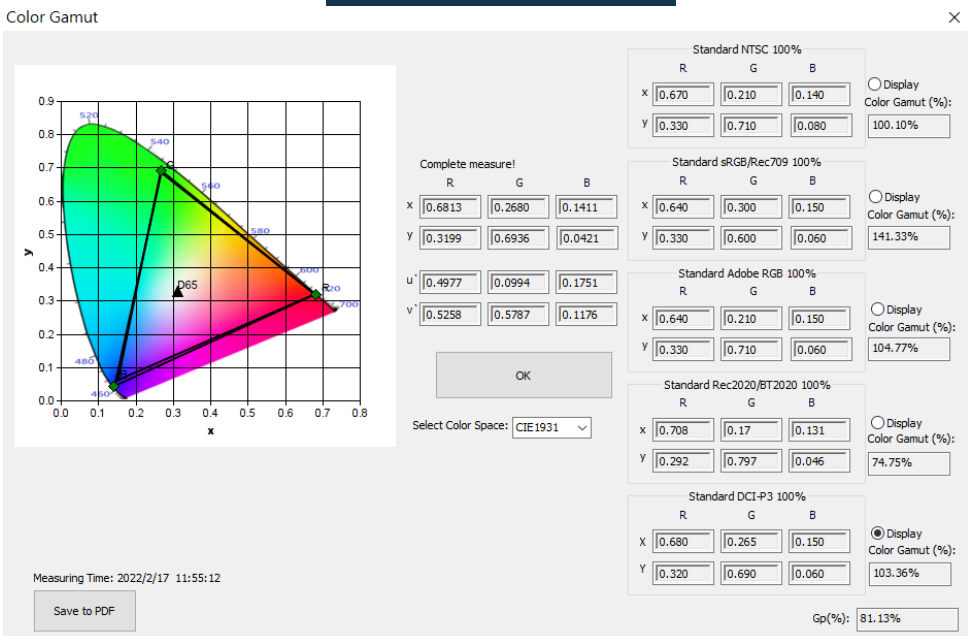 Color Gamut
Complete measure!
R G B
x 0.6813 0.2680 0.1411
y 0.3199 0.6936 0.0421
u` 0.4977 0.0994 0.1751
v` 0.5258 0.5787 0.1176
OK
Select Color Space: CIE1931
0.9
0.8
0.7
0.6
0.5
0.4
0.3
0.2
0.1
0.0
0.0 0.1 0.2 0.3 0.4 0.5 0.6 0.7 0.8
x
y
520
540
560
580
600
620
700
480
460
G
R
B
D65
Measuring Time: 2022/2/17 11:55:12
Save to PDF
Standard NTSC 100%
R G B
x 0.670 0.210 0.140
y 0.330 0.710 0.080
Display
Color Gamut (%):
100.10%
Standard sRGB/Rec709 100%
R G B
x 0.640 0.300 0.150
y 0.330 0.600 0.060
Display
Color Gamut (%):
141.33%
Standard Adobe RGB 100%
R G B
x 0.640 0.210 0.150
y 0.330 0.710 0.060
Display
Color Gamut (%):
104.77%
Standard Rec2020/BT2020 100%
R G B
x 0.708 0.17 0.131
y 0.292 0.797 0.046
Display
Color Gamut (%):
74.75%
Standard DCI-P3 100%
R G B
X 0.680 0.265 0.150
Y 0.320 0.690 0.060
Display
Color Gamut (%):
103.36%
Gp(%): 81.13%